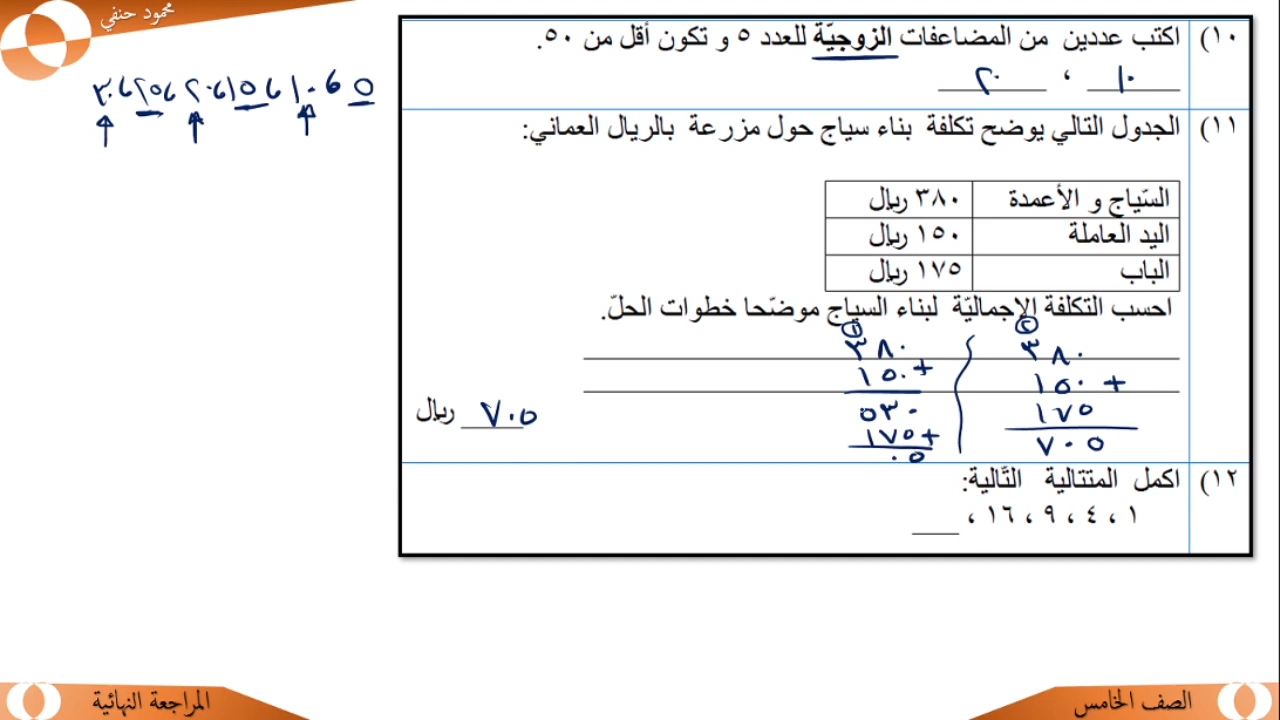 محمود حنفي
٥ ، ١٠ ، ١٥ ، ٢٠ ، ٢٥ ، ٣٠
١٠) اكتب عددين من المضاعفات الزوجيّة للعدد ٥ و تكون أقل من ٥٠.
١٠ ، ٢٠
١١) الجدول التالي يوضح تكلفة بناء سياج حول مزرعة بالريال العماني:
السّياج و الأعمدة ٣٨٠ ريال
اليد العاملة ١٥٠ ريال
الباب ١٧٥ ريال
احسب التكلفة الإجماليّة لبناء السياج موضّحا خطوات الحلّ.
٢ ١
٣٨٠ ٣٨٠
١٥٠ + ١٥٠ +
١٧٥ ٥٣٠
٧٠٥ ريال
١٧٥ +
٧٠٥ ٠٥
١٢) اكمل المتتالية التّالية:
١ ، ٤ ، ٩ ، ١٦ ، ___
الصف الخامس
المراجعة النهائية